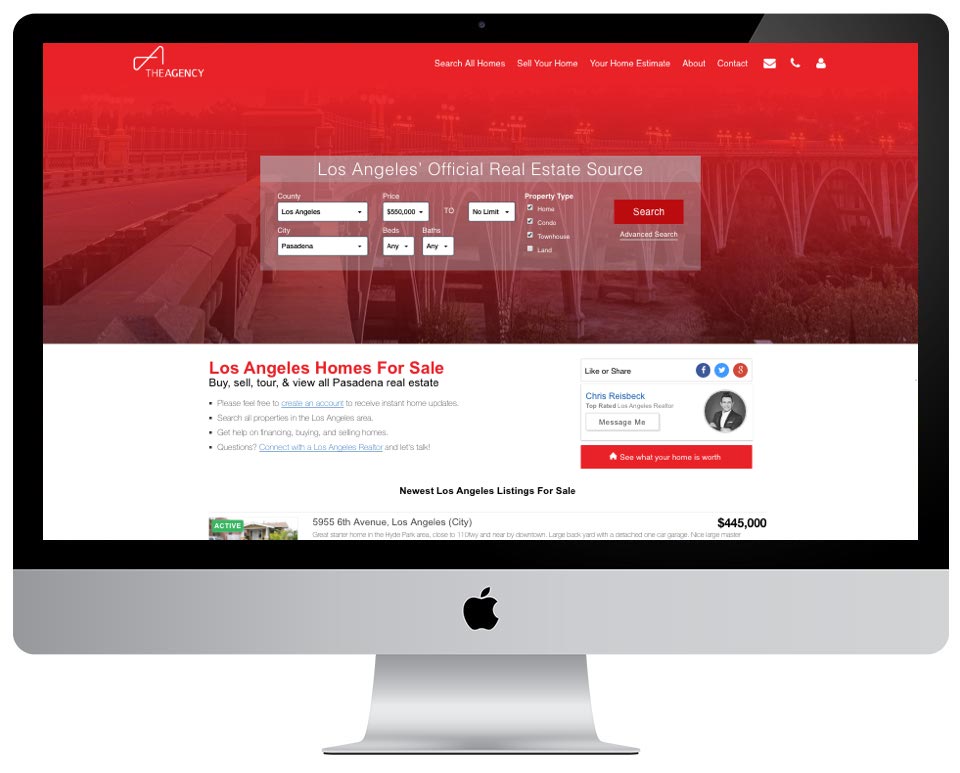 THEAGENCY
Search All Homes Sell Your Home Your Home Estimate About Contact
Los Angeles' Official Real Estate Source
County Price Property Type
Los Angeles $550,000 TO No Limit Home
Condo
Search
City Beds Baths Townhouse Advanced Search
Pasadena Any Any Land
Los Angeles Homes For Sale
Buy, sell, tour, & view all Pasadena real estate
Please feel free to create an account to receive instant home updates.
Search all properties in the Los Angeles area.
Get help on financing, buying, and selling homes.
Questions? Connect with a Los Angeles Realtor and let's talk!
Like or Share
Chris Reisbeck
Top Rated Los Angeles Realtor
Message Me
See what your home is worth
Newest Los Angeles Listings For Sale
ACTIVE 5955 6th Avenue, Los Angeles (City) $445,000
Great starter home in the Hyde Park area, close to 110fwy and near by downtown. Large back yard with a detached one car garage. Nice large master